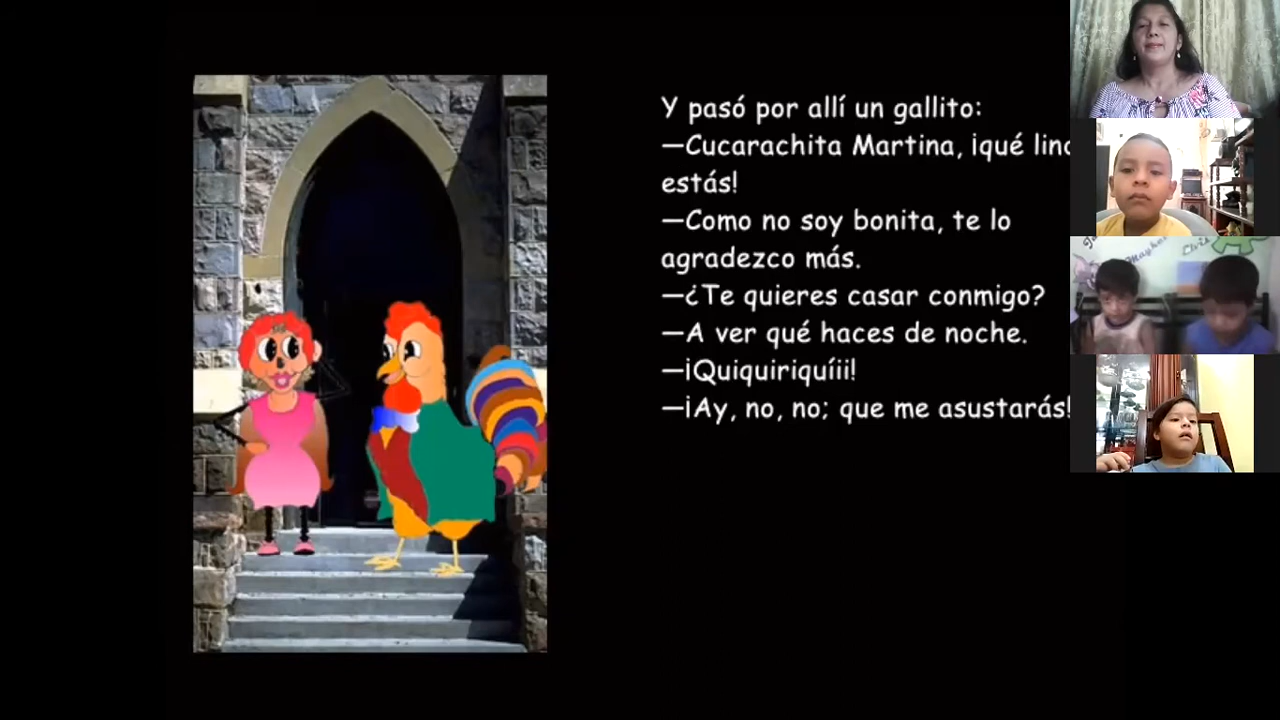 Y pasó por allí un gallito:
—Cucarachita Martina, ¡qué
estás!
—Como no soy bonita, te lo
agradezco más.
—¿Te quieres casar conmigo?
—A ver qué haces de noche.
—¡Quiquiriquíii!
—¡Ay, no, no; que me asustarás!